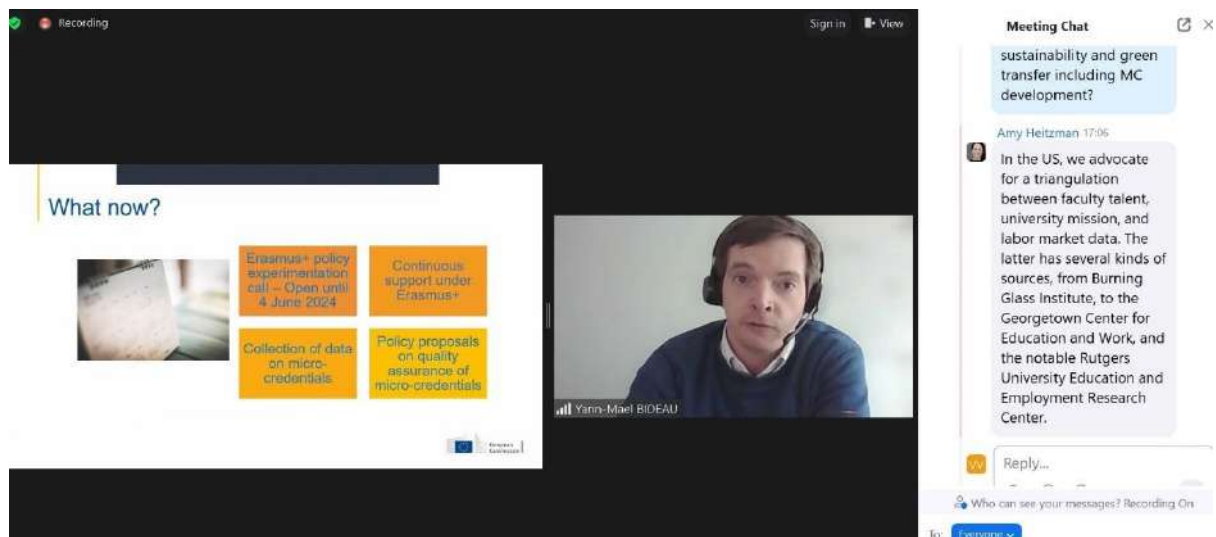 Recording
Sign in
View
What now?
Erasmus+ policy
experimentation
call – Open until
4 June 2024
Continuous
support under
Erasmus+
Collection of data
on micro-
credentials
Policy proposals
on quality
assurance of
micro-credentials
European
Commission
Yann-Mael BIDEAU
Meeting Chat
sustainability and green
transfer including MC
development?
Amy Heitzman 17:06
In the US, we advocate
for a triangulation
between faculty talent,
university mission, and
labor market data. The
latter has several kinds of
sources, from Burning
Glass Institute, to the
Georgetown Center for
Education and Work, and
the notable Rutgers
University Education and
Employment Research
Center.
VV
Reply...
Who can see your messages? Recording On
To: Everyone